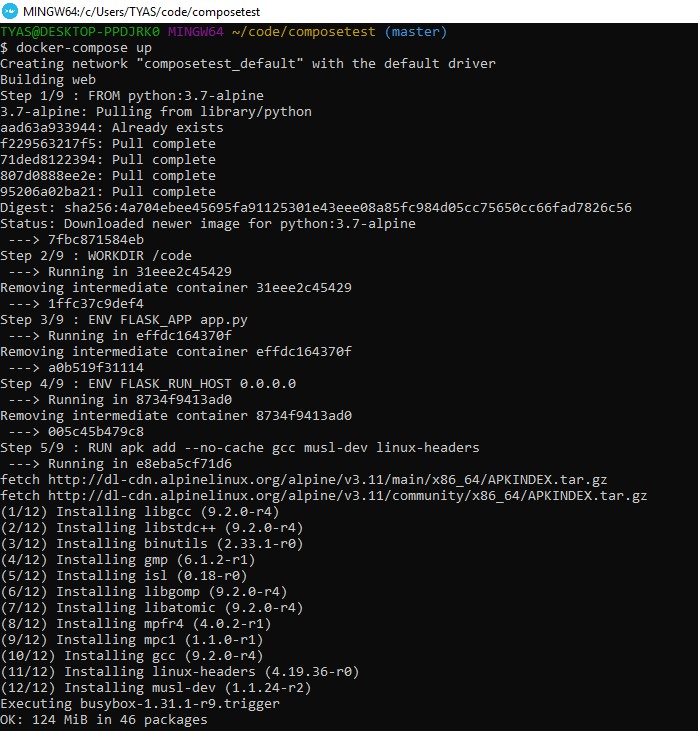 MINGW64:/c/Users/TYAS/code/composetest
TYAS@DESKTOP-PPDJRK0 MINGW64 ~/code/composetest (master)
$ docker-compose up
Creating network "composetest_default" with the default driver
Building web
Step 1/9 : FROM python:3.7-alpine
3.7-alpine: Pulling from library/python
aad63a933944: Already exists
f229563217f5: Pull complete
71ded8122394: Pull complete
807d0888ee2e: Pull complete
95206a02ba21: Pull complete
Digest: sha256:4a704ebee45695fa91125301e43eee08a85fc984d05cc75650cc66fad7826c56
Status: Downloaded newer image for python:3.7-alpine
 ---> 7fbc871584eb
Step 2/9 : WORKDIR /code
 ---> Running in 31eee2c45429
Removing intermediate container 31eee2c45429
 ---> 1ffc37c9def4
Step 3/9 : ENV FLASK_APP app.py
 ---> Running in effdc164370f
Removing intermediate container effdc164370f
 ---> a0b519f31114
Step 4/9 : ENV FLASK_RUN_HOST 0.0.0.0
 ---> Running in 8734f9413ad0
Removing intermediate container 8734f9413ad0
 ---> 005c45b479c8
Step 5/9 : RUN apk add --no-cache gcc musl-dev linux-headers
 ---> Running in e8eba5cf71d6
fetch http://dl-cdn.alpinelinux.org/alpine/v3.11/main/x86_64/APKINDEX.tar.gz
fetch http://dl-cdn.alpinelinux.org/alpine/v3.11/community/x86_64/APKINDEX.tar.gz
(1/12) Installing libgcc (9.2.0-r4)
(2/12) Installing libstdc++ (9.2.0-r4)
(3/12) Installing binutils (2.33.1-r0)
(4/12) Installing gmp (6.1.2-r1)
(5/12) Installing isl (0.18-r0)
(6/12) Installing libgomp (9.2.0-r4)
(7/12) Installing libatomic (9.2.0-r4)
(8/12) Installing mpfr4 (4.0.2-r1)
(9/12) Installing mpc1 (1.1.0-r1)
(10/12) Installing gcc (9.2.0-r4)
(11/12) Installing linux-headers (4.19.36-r0)
(12/12) Installing musl-dev (1.1.24-r2)
Executing busybox-1.31.1-r9.trigger
OK: 124 MiB in 46 packages